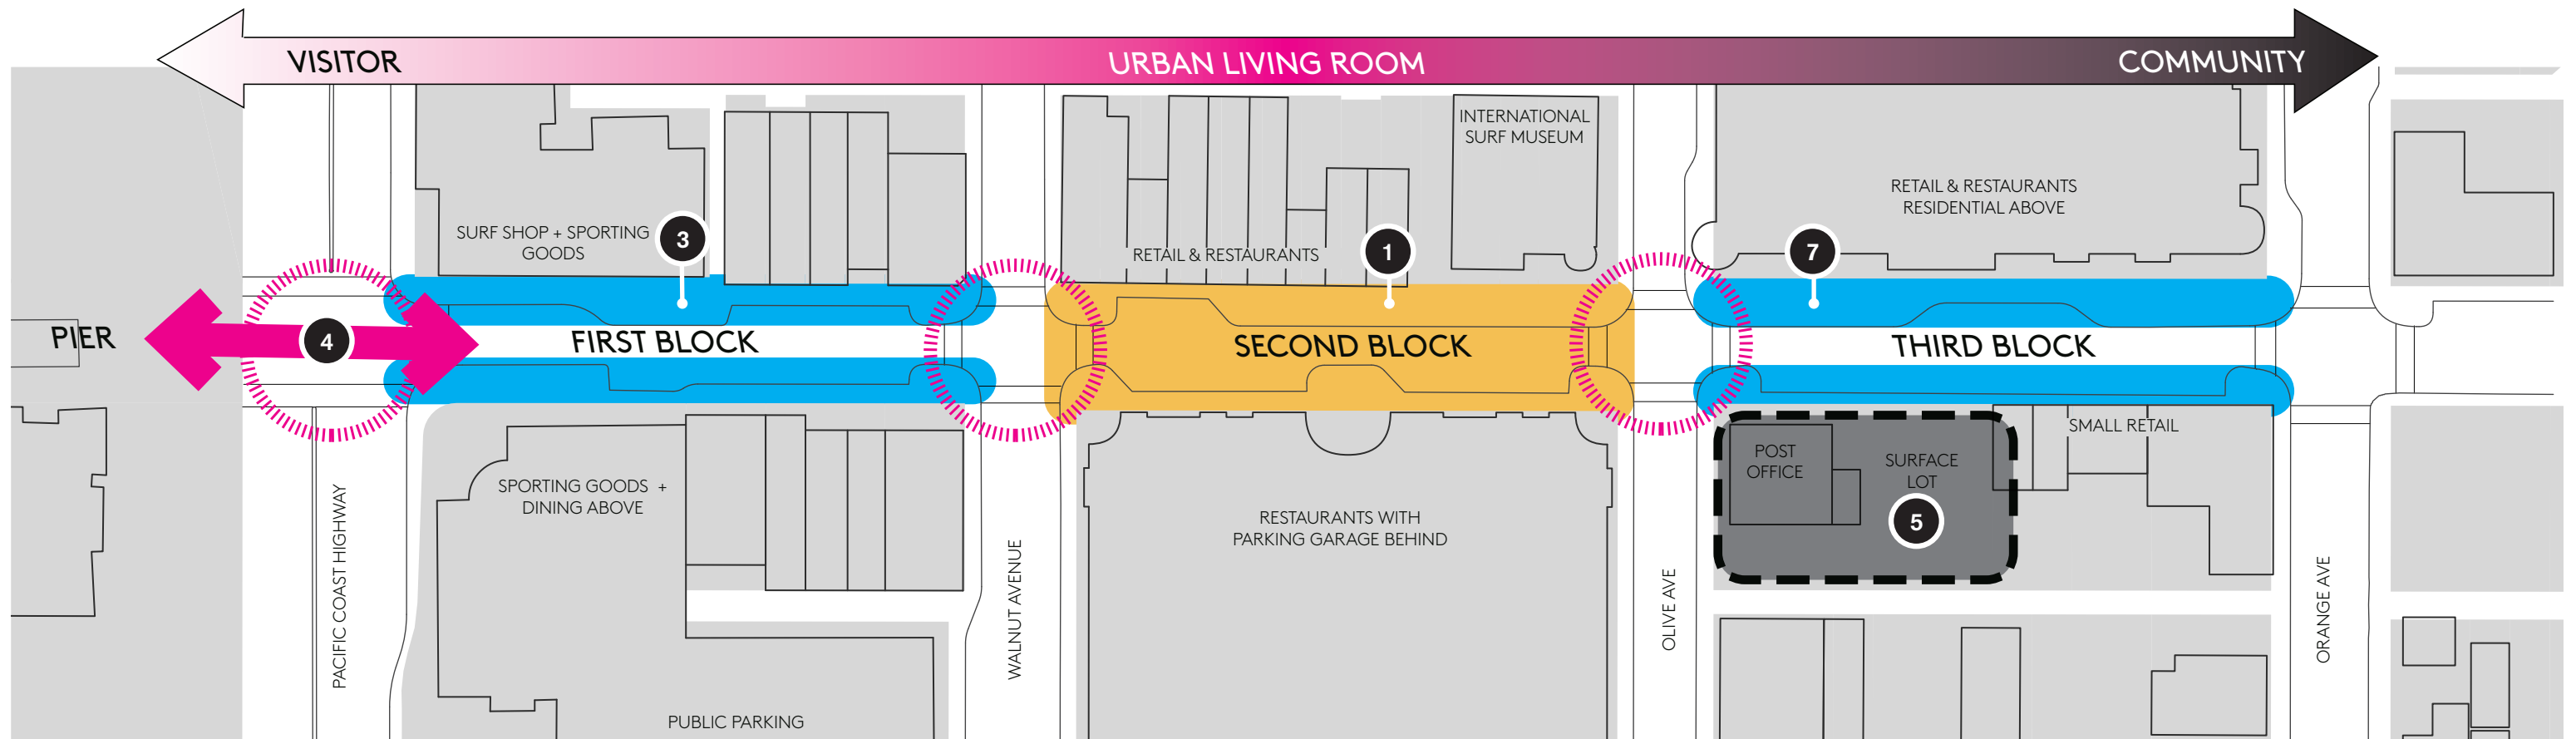 VISITOR
URBAN LIVING ROOM
COMMUNITY
INTERNATIONAL
SURF MUSEUM
RETAIL & RESTAURANTS
RESIDENTIAL ABOVE
SURF SHOP + SPORTING
GOODS
3
RETAIL & RESTAURANTS
1
7
PIER
4
FIRST BLOCK
SECOND BLOCK
THIRD BLOCK
SPORTING GOODS +
DINING ABOVE
RESTAURANTS WITH
PARKING GARAGE BEHIND
POST
OFFICE
SURFACE
LOT
5
SMALL RETAIL
PACIFIC COAST HIGHWAY
WALNUT AVENUE
OLIVE AVE
ORANGE AVE
PUBLIC PARKING